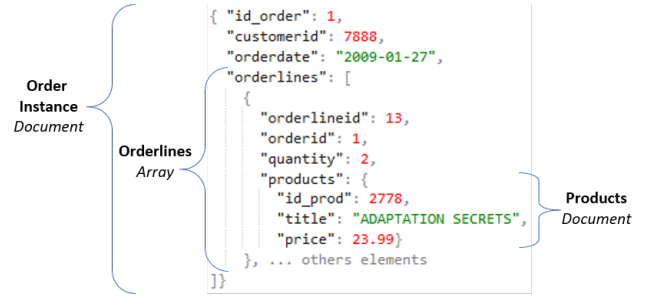 { "id_order": 1,
"customerid": 7888,
"orderdate": "2009-01-27",
"orderlines": [
{
"orderlineid": 13,
"orderid": 1,
"quantity": 2,
"products": {
"id_prod": 2778,
"title": "ADAPTATION SECRETS",
"price": 23.99}
}, ... others elements
]}
Order
Instance
Document
Orderlines
Array
Products
Document